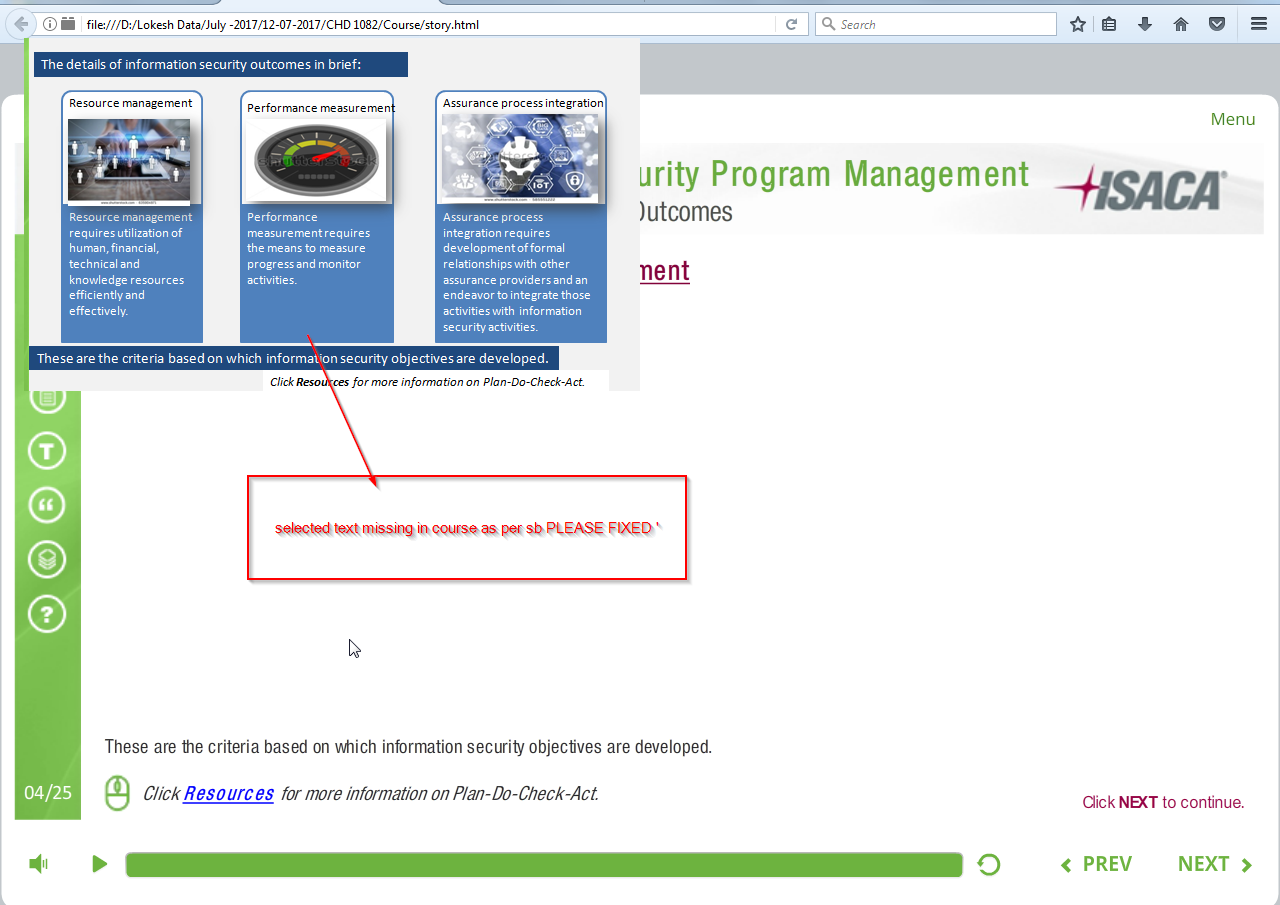 file:///D:/Lokesh Data/July -2017/12-07-2017/CHD 1082/Course/story.html
Search
The details of information security outcomes in brief:
Resource management
Resource management
requires utilization of
human, financial,
technical and
knowledge resources
efficiently and
effectively.
Performance measurement
shutterstock
Performance
measurement requires
the means to measure
progress and monitor
activities.
Assurance process integration
IoT
Assurance process
integration requires
development of formal
relationships with other
assurance providers and an
endeavor to integrate those
activities with information
security activities.
These are the criteria based on which information security objectives are developed.
Click Resources for more information on Plan-Do-Check-Act.
Menu
urity Program Management
Outcomes
ISACA®
ment
selected text missing in course as per sb PLEASE FIXED '
These are the criteria based on which information security objectives are developed.
Click Resources for more information on Plan-Do-Check-Act.
04/25
Click NEXT to continue.
PREV
NEXT